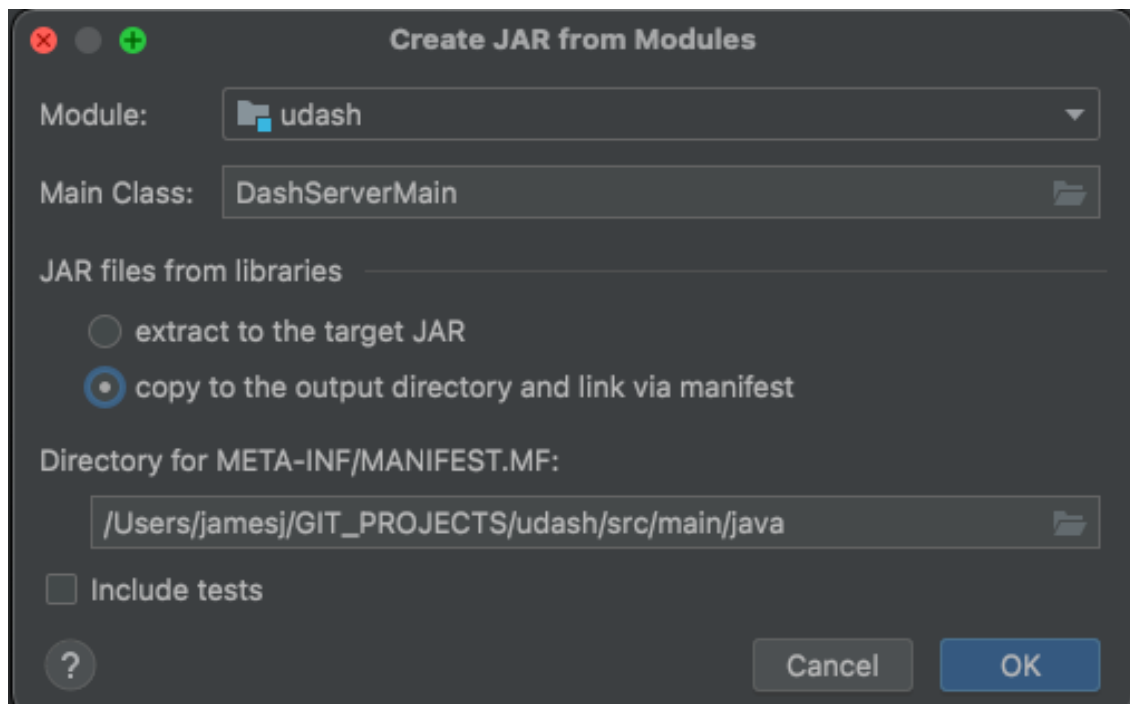 Create JAR from Modules
Module: udash
Main Class: DashServerMain
JAR files from libraries
extract to the target JAR
copy to the output directory and link via manifest
Directory for META-INF/MANIFEST.MF:
/Users/jamesj/GIT_PROJECTS/udash/src/main/java
Include tests
? Cancel OK